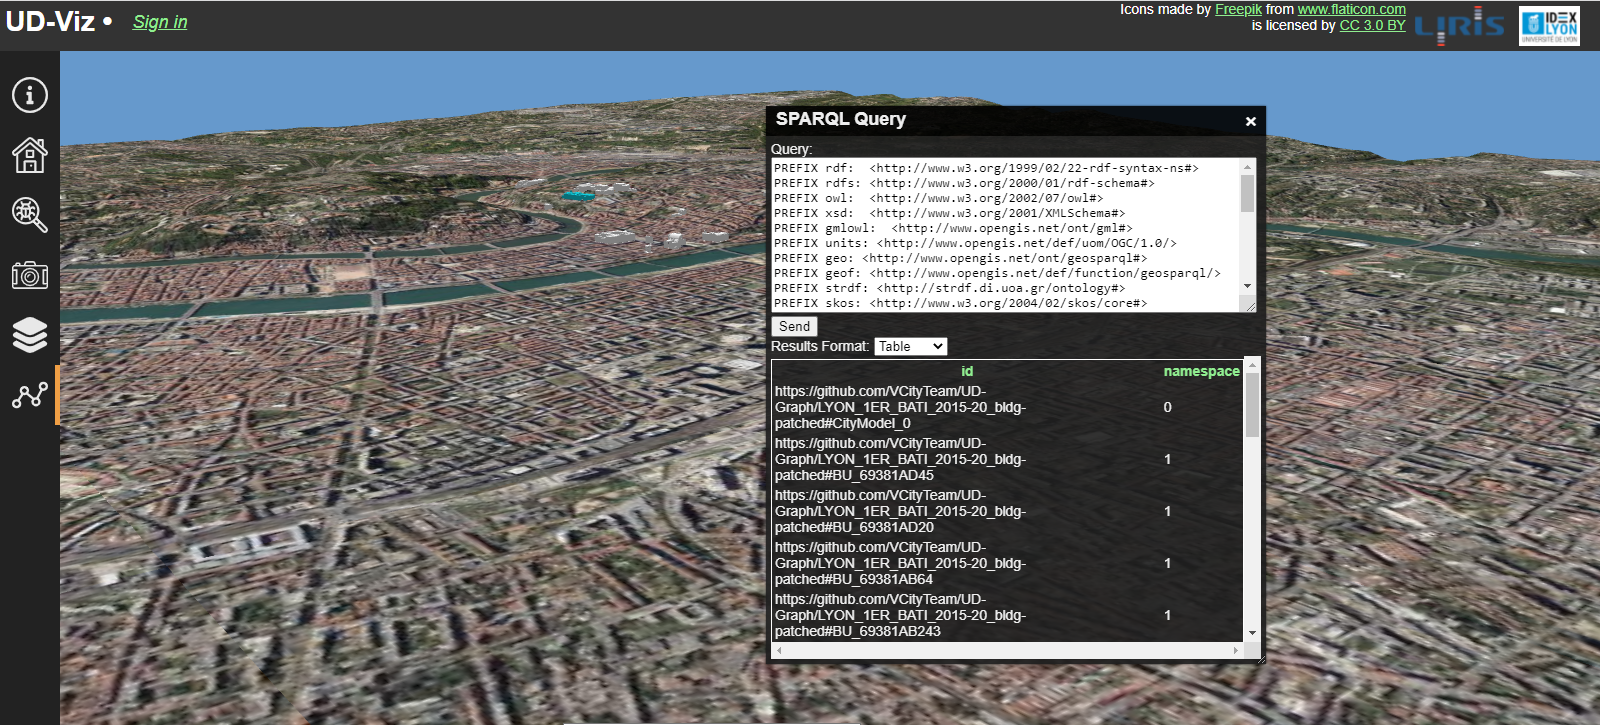 UD-Viz •
Sign in
Icons made by Freepik from www.flaticon.com
is licensed by CC 3.0 BY
LIRIS
IDEX
LYON
UNIVERSITÉ DE LYON
SPARQL Query
×
Query:
PREFIX rdf:  <http://www.w3.org/1999/02/22-rdf-syntax-ns#>
PREFIX rdfs: <http://www.w3.org/2000/01/rdf-schema#>
PREFIX owl:  <http://www.w3.org/2002/07/owl#>
PREFIX xsd:  <http://www.w3.org/2001/XMLSchema#>
PREFIX gmlowl:  <http://www.opengis.net/ont/gml#>
PREFIX units: <http://www.opengis.net/def/uom/OGC/1.0/>
PREFIX geo: <http://www.opengis.net/ont/geosparql#>
PREFIX geof: <http://www.opengis.net/def/function/geosparql/>
PREFIX strdf: <http://strdf.di.uoa.gr/ontology#>
PREFIX skos: <http://www.w3.org/2004/02/skos/core#>
Send
Results Format: Table
id namespace
https://github.com/VCityTeam/UD-
Graph/LYON_1ER_BATI_2015-20_bldg- 0
patched#CityModel_0
https://github.com/VCityTeam/UD-
Graph/LYON_1ER_BATI_2015-20_bldg- 1
patched#BU_69381AD45
https://github.com/VCityTeam/UD-
Graph/LYON_1ER_BATI_2015-20_bldg- 1
patched#BU_69381AD20
https://github.com/VCityTeam/UD-
Graph/LYON_1ER_BATI_2015-20_bldg- 1
patched#BU_69381AB64
https://github.com/VCityTeam/UD-
Graph/LYON_1ER_BATI_2015-20_bldg- 1
patched#BU_69381AB243